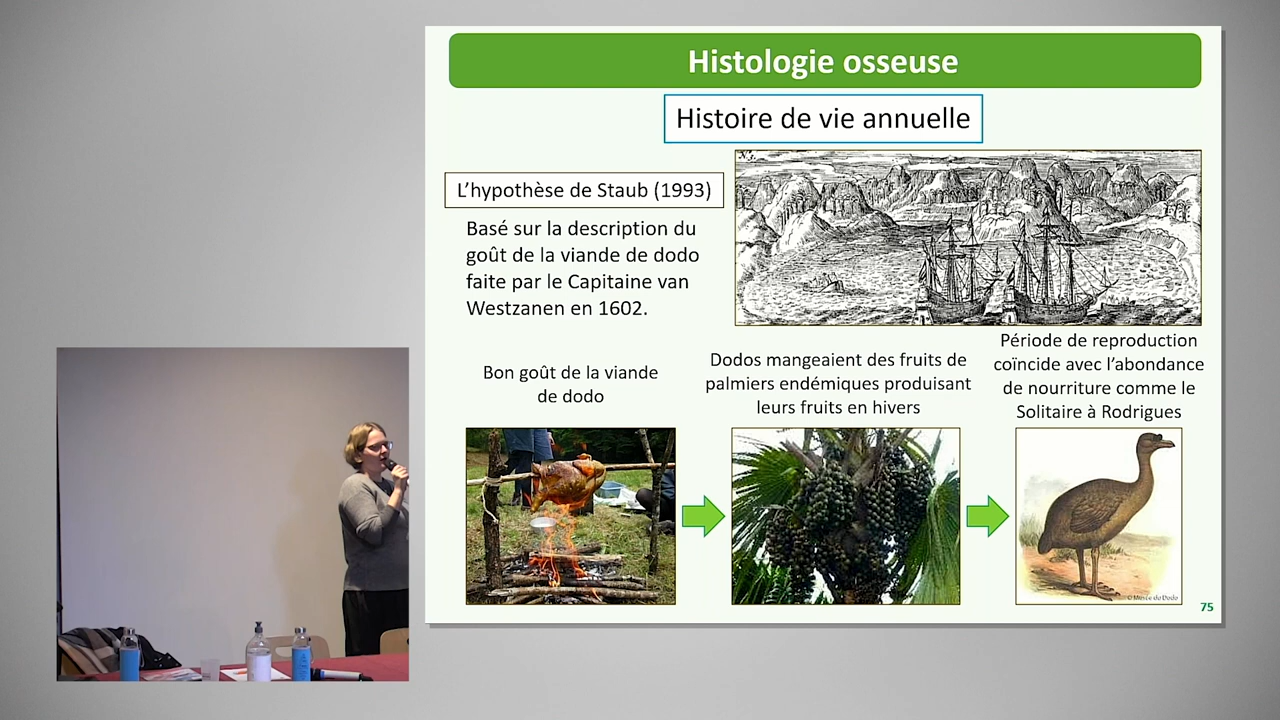 Histologie osseuse
Histoire de vie annuelle
L'hypothèse de Staub (1993)
Basé sur la description du
goût de la viande de dodo
faite par le Capitaine van
Westzanen en 1602.
Bon goût de la viande
de dodo
Dodos mangeaient des fruits de
palmiers endémiques produisant
leurs fruits en hivers
Période de reproduction
coïncide avec l'abondance
de nourriture comme le
Solitaire à Rodrigues
© Musée du Dodo
75